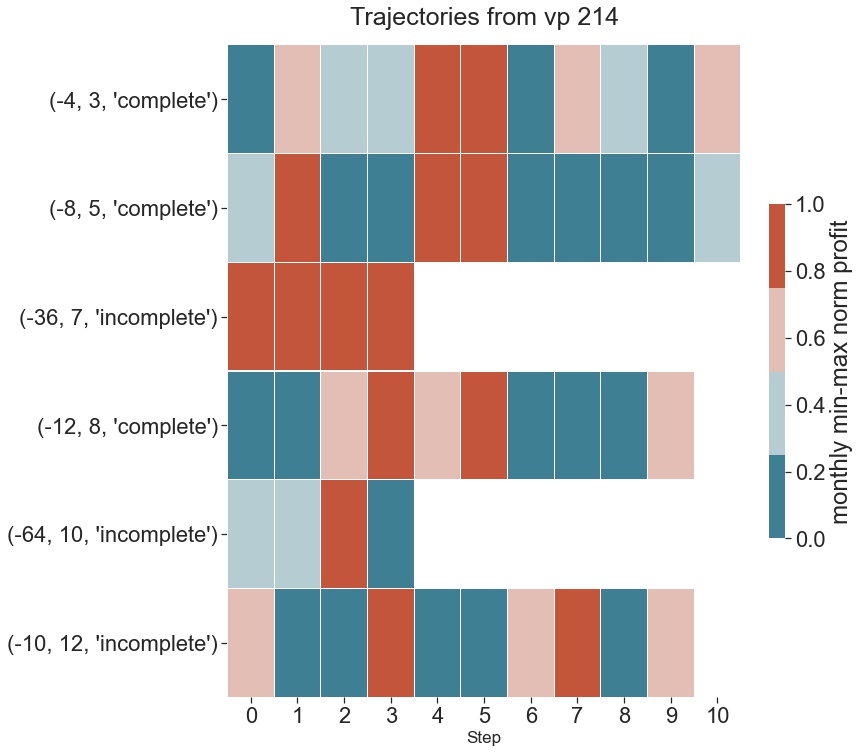 Trajectories from vp 214
(-4, 3, 'complete')
(-8, 5, 'complete')
(-36, 7, 'incomplete')
(-12, 8, 'complete')
(-64, 10, 'incomplete')
(-10, 12, 'incomplete')
0 1 2 3 4 5 6 7 8 9 10
Step
1.0
0.8
0.6
0.4
0.2
0.0
monthly min-max norm profit